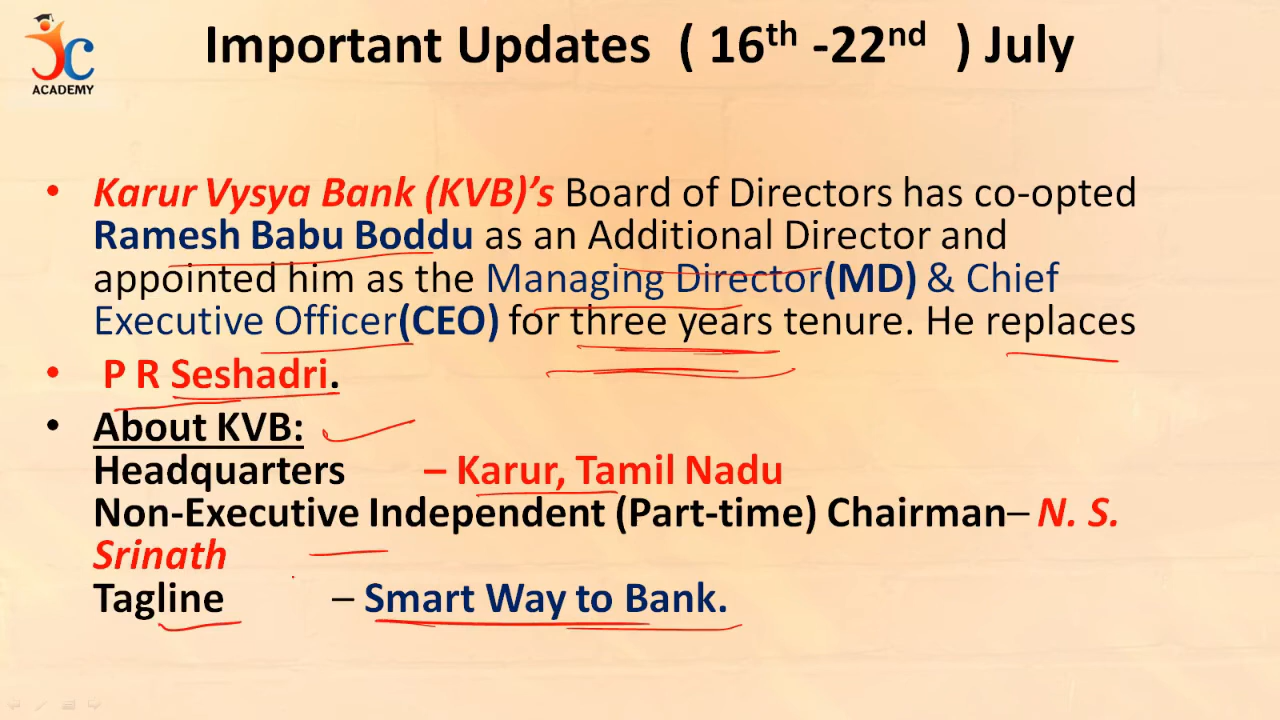 JC
ACADEMY
Important Updates ( 16th -22nd ) July
• Karur Vysya Bank (KVB)’s Board of Directors has co-opted
Ramesh Babu Boddu as an Additional Director and
appointed him as the Managing Director(MD) & Chief
Executive Officer(CEO) for three years tenure. He replaces
• P R Seshadri.
• About KVB:
Headquarters – Karur, Tamil Nadu
Non-Executive Independent (Part-time) Chairman– N. S.
Srinath
Tagline – Smart Way to Bank.